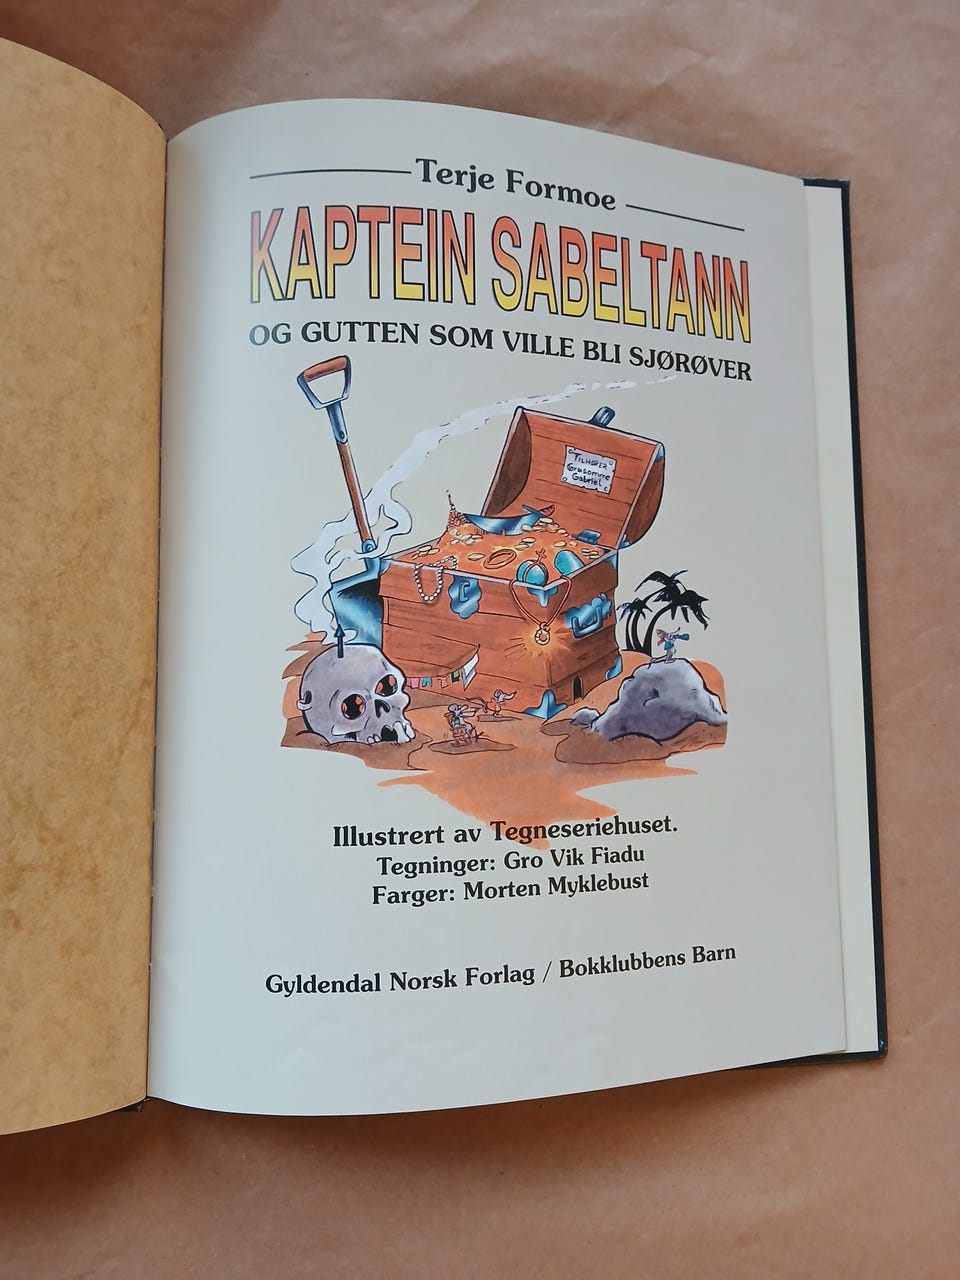 Terje Formoe
KAPTEIN SABELTANN
OG GUTTEN SOM VILLE BLI SJØRØVER
TILHØRER
Grusomme
Gabriel
Illustrert av Tegneseriehuset.
Tegninger: Gro Vik Fiadu
Farger: Morten Myklebust
Gyldendal Norsk Forlag / Bokklubbens Barn